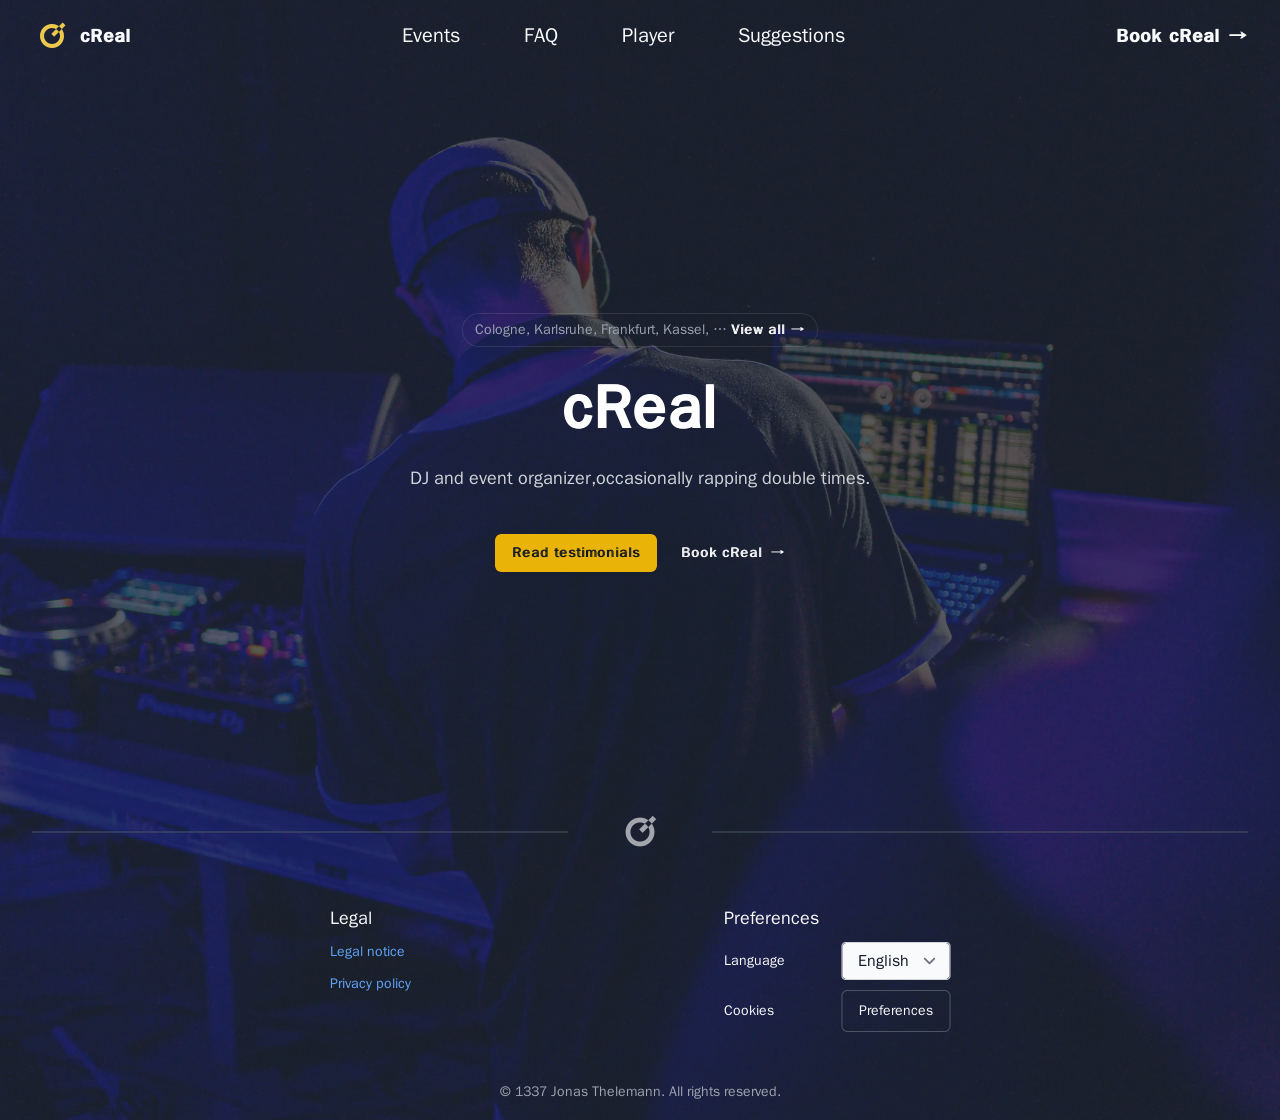 cReal
Events
FAQ
Player
Suggestions
Book cReal →
Cologne, Karlsruhe, Frankfurt, Kassel, ⋯ View all →
cReal
DJ and event organizer,occasionally rapping double times.
Read testimonials
Book cReal →
Pioneer DJ
Legal
Legal notice
Privacy policy
Preferences
Language
English
Cookies
Preferences
© 1337 Jonas Thelemann. All rights reserved.